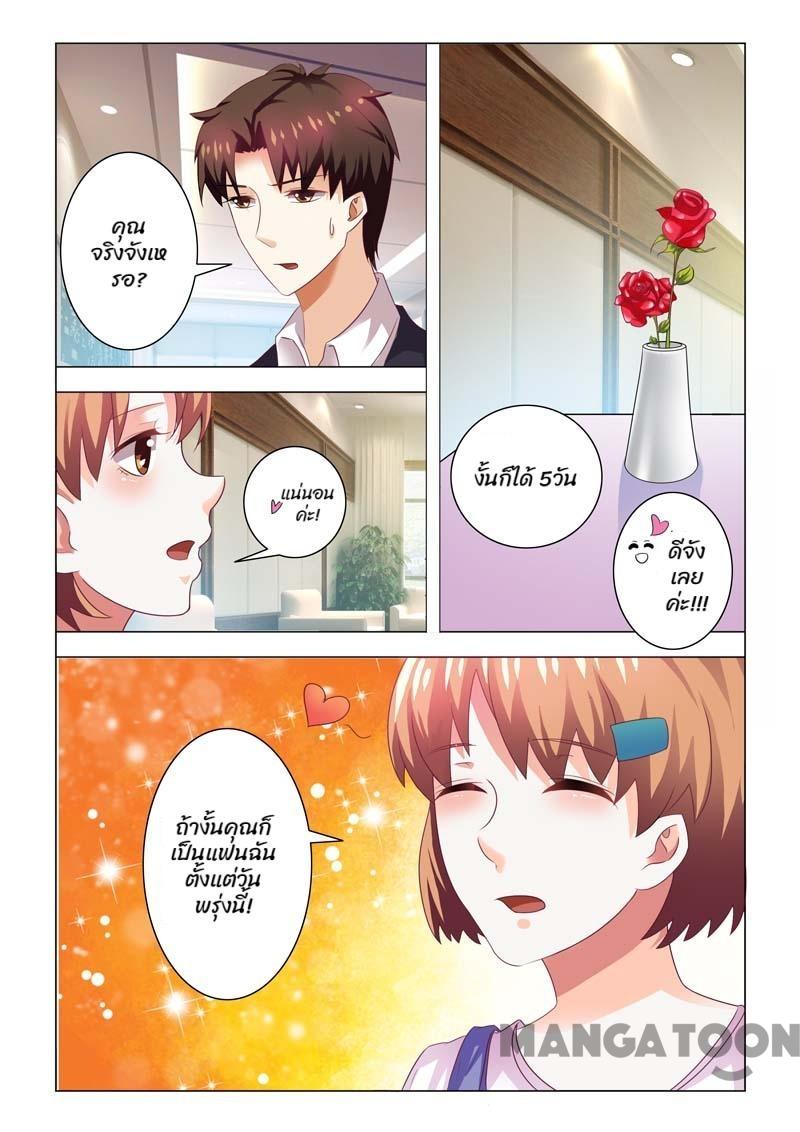 คุณ
จริงจังเห
รอ?
แน่นอน
ค่ะ!
งั้นก็ได้ 5วัน
ดีจัง
เลย
ค่ะ!!!
ถ้างั้นคุณก็
เป็นแฟนฉัน
ตั้งแต่วัน
พรุ่งนี้!
MANGATOON